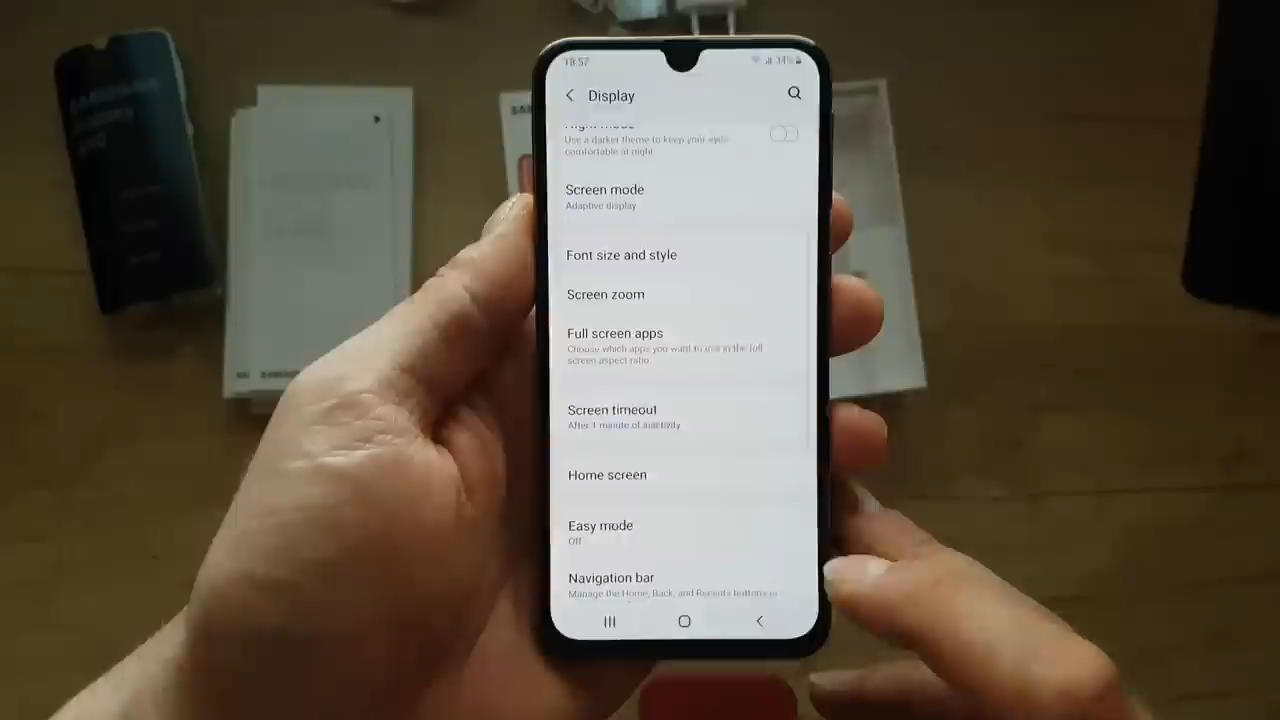 18:57
34%
Display
Night mode
Use a darker theme to keep your eyes
comfortable at night.
Screen mode
Adaptive display
Font size and style
Screen zoom
Full screen apps
Choose which apps you want to use in the full
screen aspect ratio.
Screen timeout
After 1 minute of inactivity
Home screen
Easy mode
Off
Navigation bar
Manage the Home, Back, and Recents buttons or